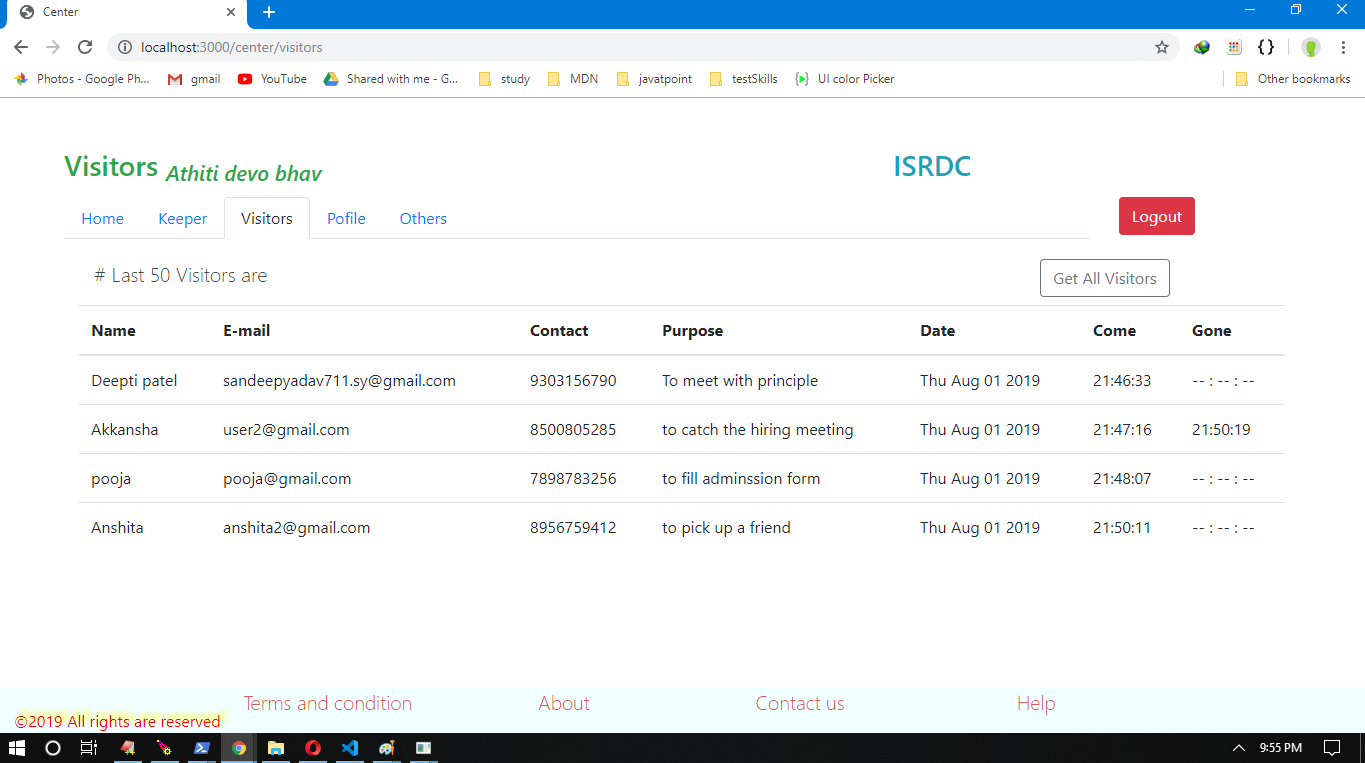 Center
localhost:3000/center/visitors
Photos - Google Ph... gmail YouTube Shared with me - G... study MDN javatpoint testSkills UI color Picker Other bookmarks
Visitors Athiti devo bhav ISRDC
Home Keeper Visitors Pofile Others Logout
# Last 50 Visitors are Get All Visitors
Name E-mail Contact Purpose Date Come Gone
Deepti patel sandeepyadav711.sy@gmail.com 9303156790 To meet with principle Thu Aug 01 2019 21:46:33 -- : -- : --
Akkansha user2@gmail.com 8500805285 to catch the hiring meeting Thu Aug 01 2019 21:47:16 21:50:19
pooja pooja@gmail.com 7898783256 to fill adminssion form Thu Aug 01 2019 21:48:07 -- : -- : --
Anshita anshita2@gmail.com 8956759412 to pick up a friend Thu Aug 01 2019 21:50:11 -- : -- : --
Terms and condition About Contact us Help
©2019 All rights are reserved
9:55 PM